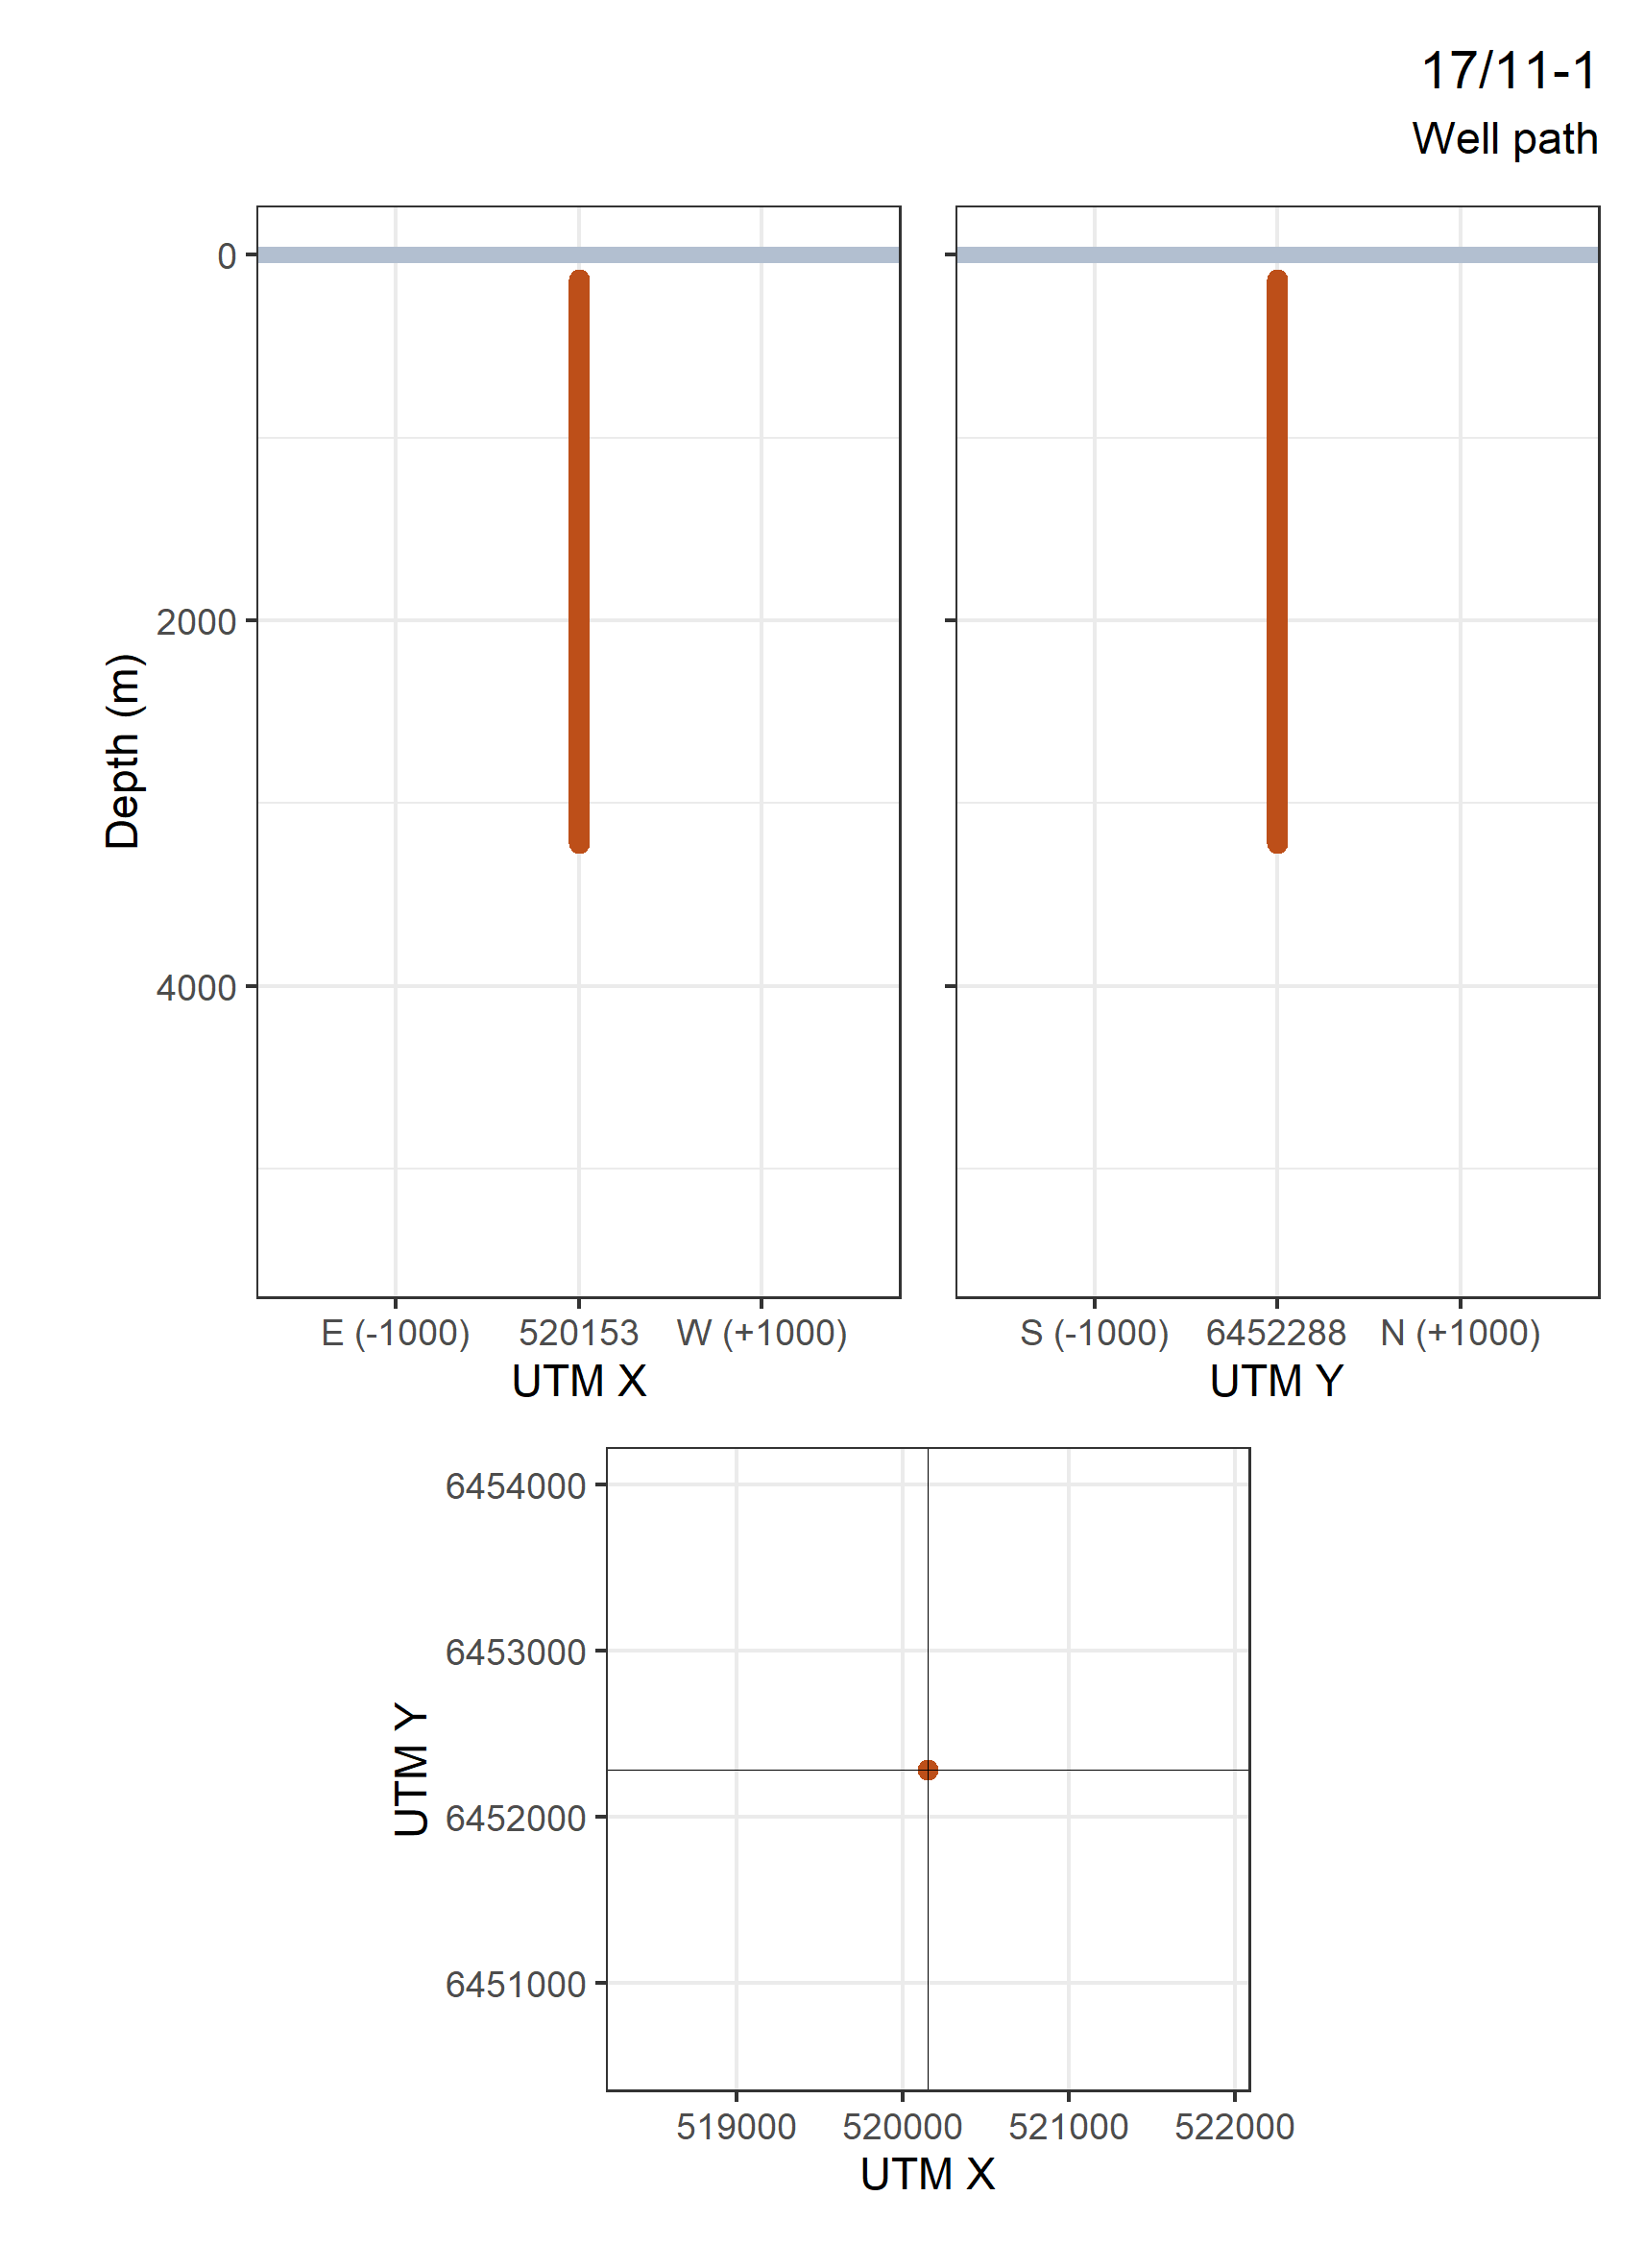 17/11-1
Well path
0
2000
4000
Depth (m)
E (-1000) 520153 W (+1000)
UTM X
S (-1000) 6452288 N (+1000)
UTM Y
6454000
6453000
6452000
6451000
UTM Y
519000 520000 521000 522000
UTM X